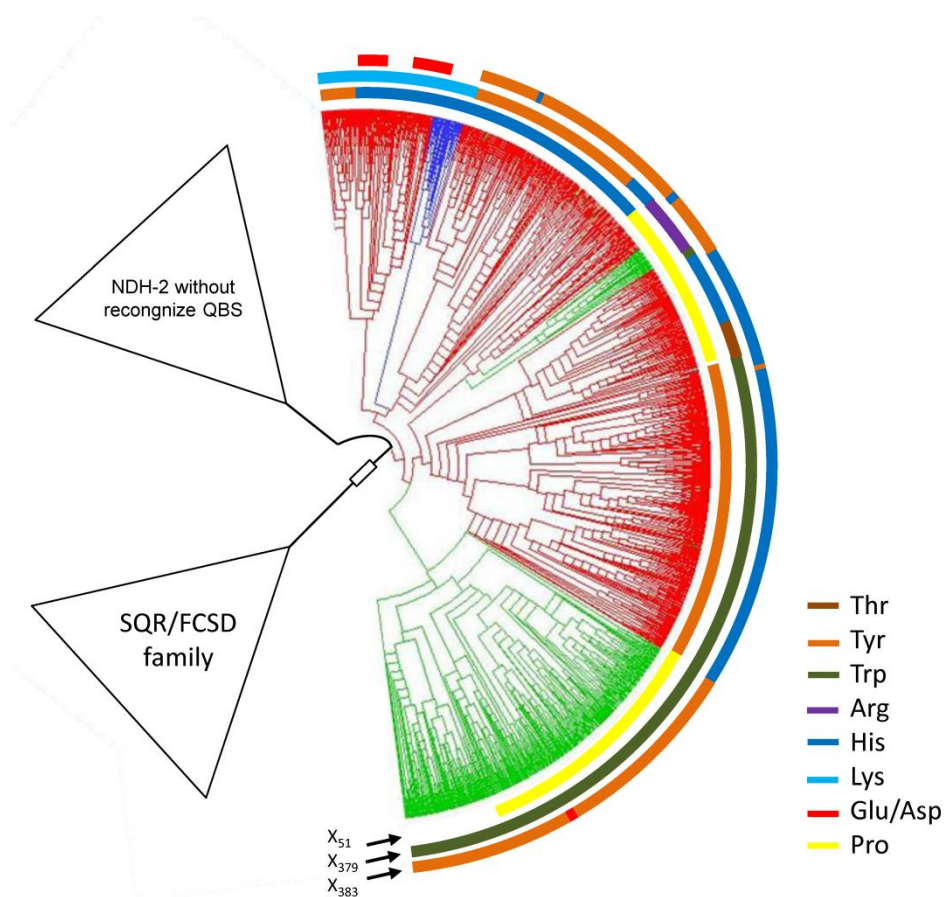 NDH-2 without
recongnize QBS
SQR/FCSD
family
Thr
Tyr
Trp
Arg
His
Lys
Glu/Asp
Pro
X51
X379
X383